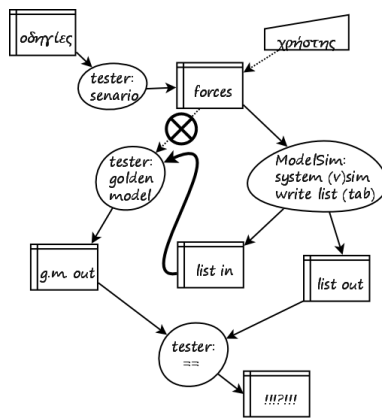 οδηγίες
χρήστης
tester:
senario
forces
tester:
golden
model
ModelSim:
system (v)sim
write list (tab)
g.m out
list in
list out
tester:
==
!!!?!!!